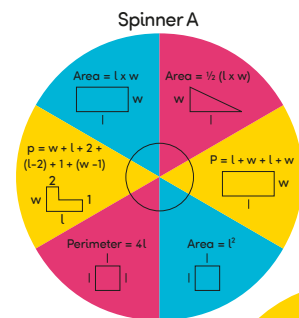 Spinner A
Area = l x w
w
l
Area = ½ (l x w)
w
l
p = w + l + 2 +
(l-2) + 1 + (w -1)
2
w
1
l
P = l + w + l + w
w
l
Perimeter = 4l
l
l
l
l
Area = l²
l
l